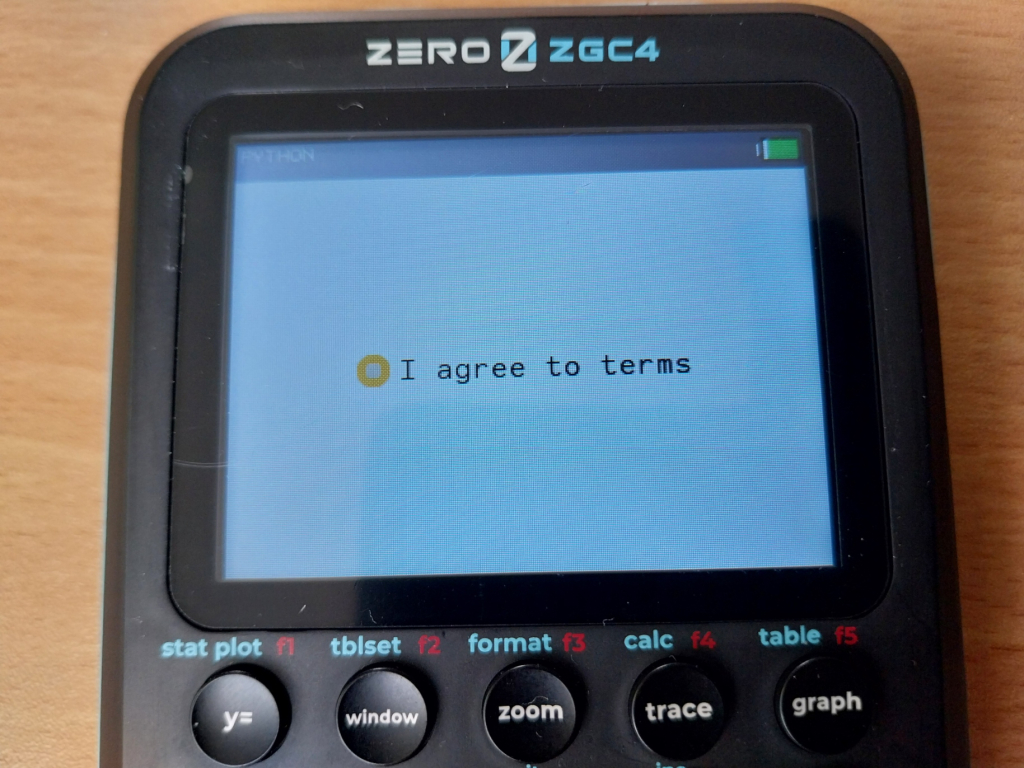 ZERO Z ZGC4
PYTHON
I agree to terms
stat plot f1 tblset f2 format f3 calc f4 table f5
y= window zoom trace graph